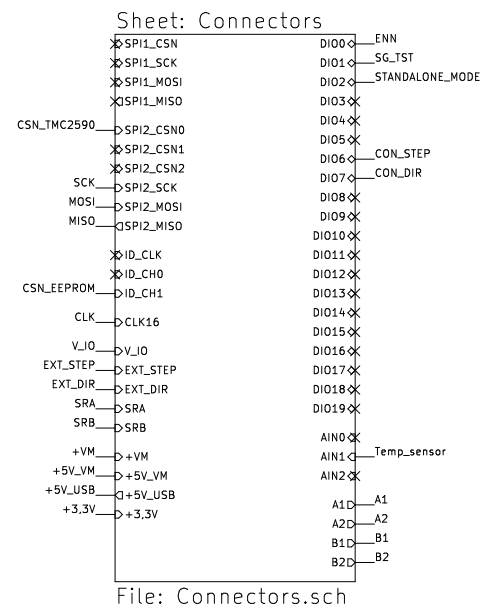 Sheet: Connectors
SPI1_CSN
SPI1_SCK
SPI1_MOSI
SPI1_MISO
CSN_TMC2590 SPI2_CSN0
SPI2_CSN1
SPI2_CSN2
SCK SPI2_SCK
MOSI SPI2_MOSI
MISO SPI2_MISO
ID_CLK
ID_CH0
CSN_EEPROM ID_CH1
CLK CLK16
V_IO V_IO
EXT_STEP EXT_STEP
EXT_DIR EXT_DIR
SRA SRA
SRB SRB
+VM +VM
+5V_VM +5V_VM
+5V_USB +5V_USB
+3,3V +3,3V
DIO0 ENN
DIO1 SG_TST
DIO2 STANDALONE_MODE
DIO3
DIO4
DIO5
DIO6 CON_STEP
DIO7 CON_DIR
DIO8
DIO9
DIO10
DIO11
DIO12
DIO13
DIO14
DIO15
DIO16
DIO17
DIO18
DIO19
AIN0
AIN1 Temp_sensor
AIN2
A1 A1
A2 A2
B1 B1
B2 B2
File: Connectors.sch